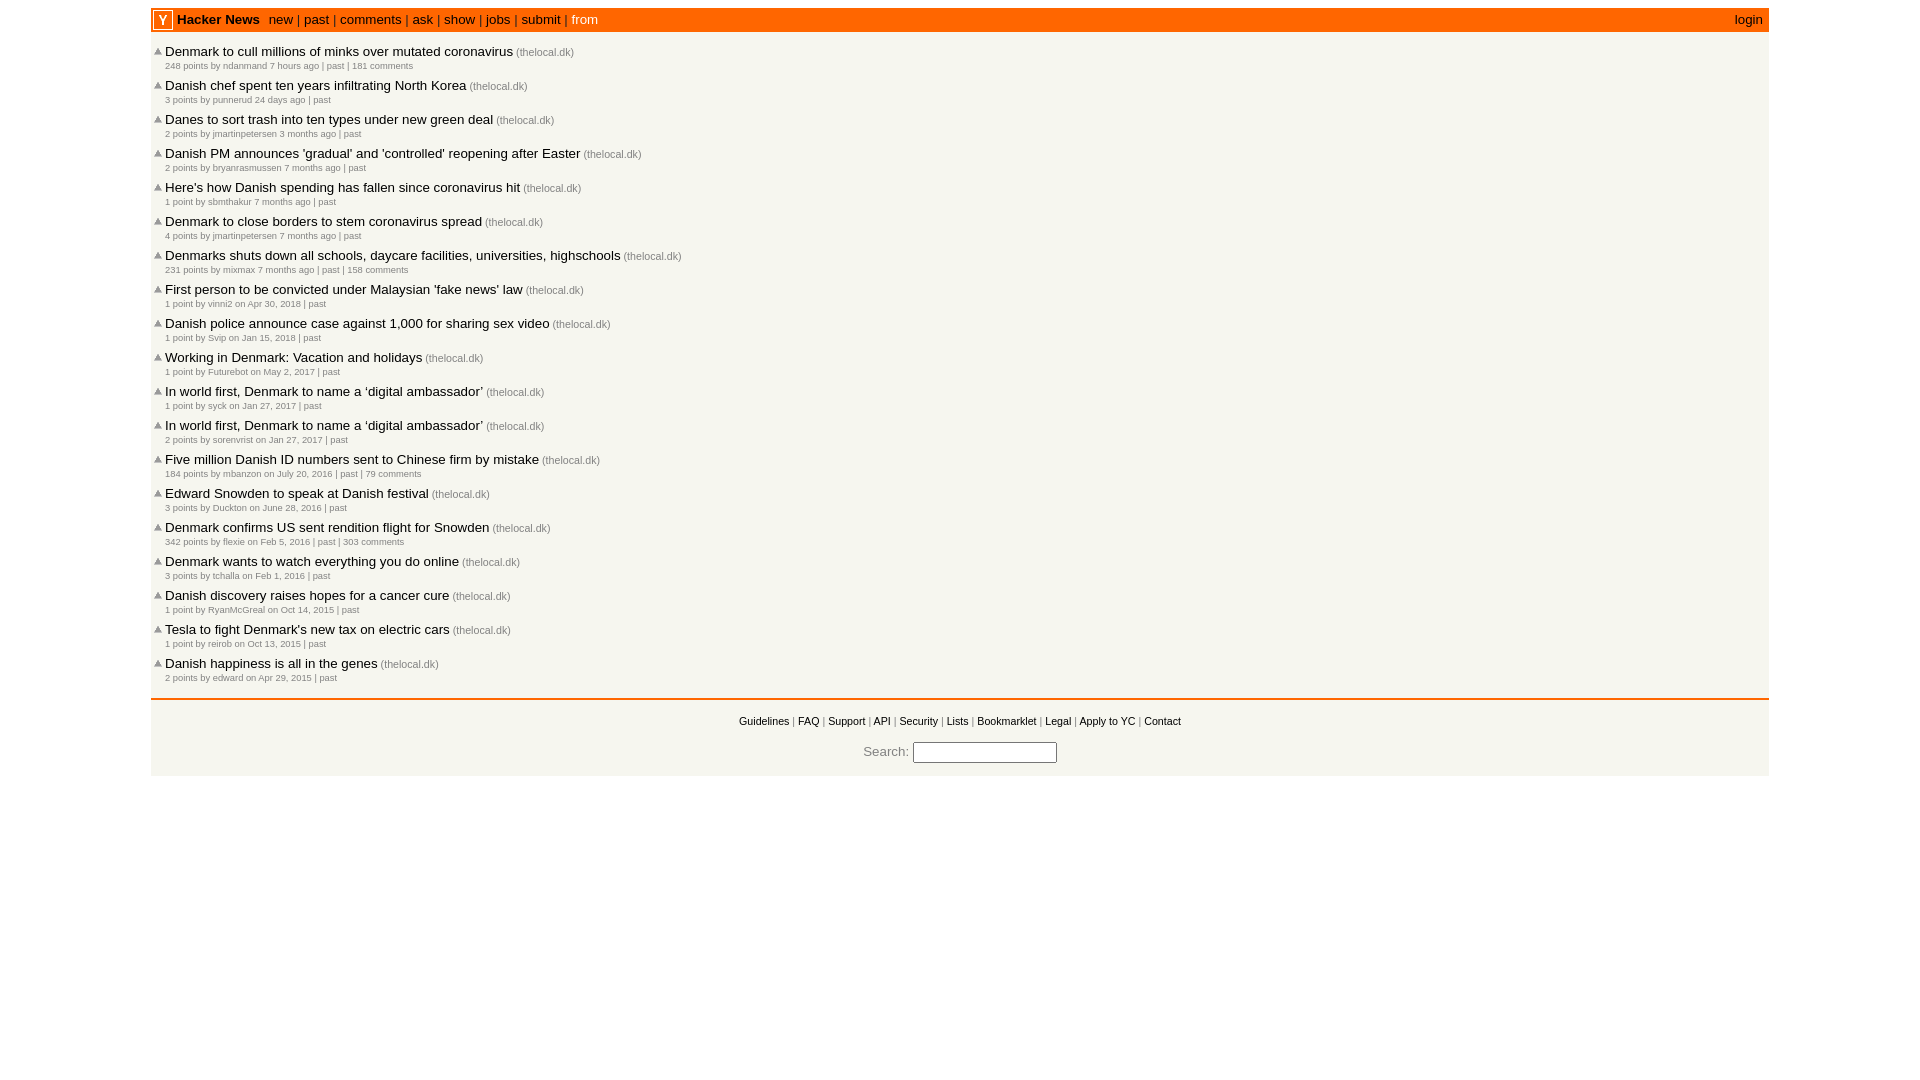 Y Hacker News new | past | comments | ask | show | jobs | submit | from login
Denmark to cull millions of minks over mutated coronavirus (thelocal.dk)
248 points by ndanmand 7 hours ago | past | 181 comments
Danish chef spent ten years infiltrating North Korea (thelocal.dk)
3 points by punnerud 24 days ago | past
Danes to sort trash into ten types under new green deal (thelocal.dk)
2 points by jmartinpetersen 3 months ago | past
Danish PM announces 'gradual' and 'controlled' reopening after Easter (thelocal.dk)
2 points by bryanrasmussen 7 months ago | past
Here's how Danish spending has fallen since coronavirus hit (thelocal.dk)
1 point by sbmthakur 7 months ago | past
Denmark to close borders to stem coronavirus spread (thelocal.dk)
4 points by jmartinpetersen 7 months ago | past
Denmarks shuts down all schools, daycare facilities, universities, highschools (thelocal.dk)
231 points by mixmax 7 months ago | past | 158 comments
First person to be convicted under Malaysian 'fake news' law (thelocal.dk)
1 point by vinni2 on Apr 30, 2018 | past
Danish police announce case against 1,000 for sharing sex video (thelocal.dk)
1 point by Svip on Jan 15, 2018 | past
Working in Denmark: Vacation and holidays (thelocal.dk)
1 point by Futurebot on May 2, 2017 | past
In world first, Denmark to name a ‘digital ambassador’ (thelocal.dk)
1 point by syck on Jan 27, 2017 | past
In world first, Denmark to name a ‘digital ambassador’ (thelocal.dk)
2 points by sorenvrist on Jan 27, 2017 | past
Five million Danish ID numbers sent to Chinese firm by mistake (thelocal.dk)
184 points by mbanzon on July 20, 2016 | past | 79 comments
Edward Snowden to speak at Danish festival (thelocal.dk)
3 points by Duckton on June 28, 2016 | past
Denmark confirms US sent rendition flight for Snowden (thelocal.dk)
342 points by flexie on Feb 5, 2016 | past | 303 comments
Denmark wants to watch everything you do online (thelocal.dk)
3 points by tchalla on Feb 1, 2016 | past
Danish discovery raises hopes for a cancer cure (thelocal.dk)
1 point by RyanMcGreal on Oct 14, 2015 | past
Tesla to fight Denmark's new tax on electric cars (thelocal.dk)
1 point by reirob on Oct 13, 2015 | past
Danish happiness is all in the genes (thelocal.dk)
2 points by edward on Apr 29, 2015 | past
Guidelines | FAQ | Support | API | Security | Lists | Bookmarklet | Legal | Apply to YC | Contact
Search: